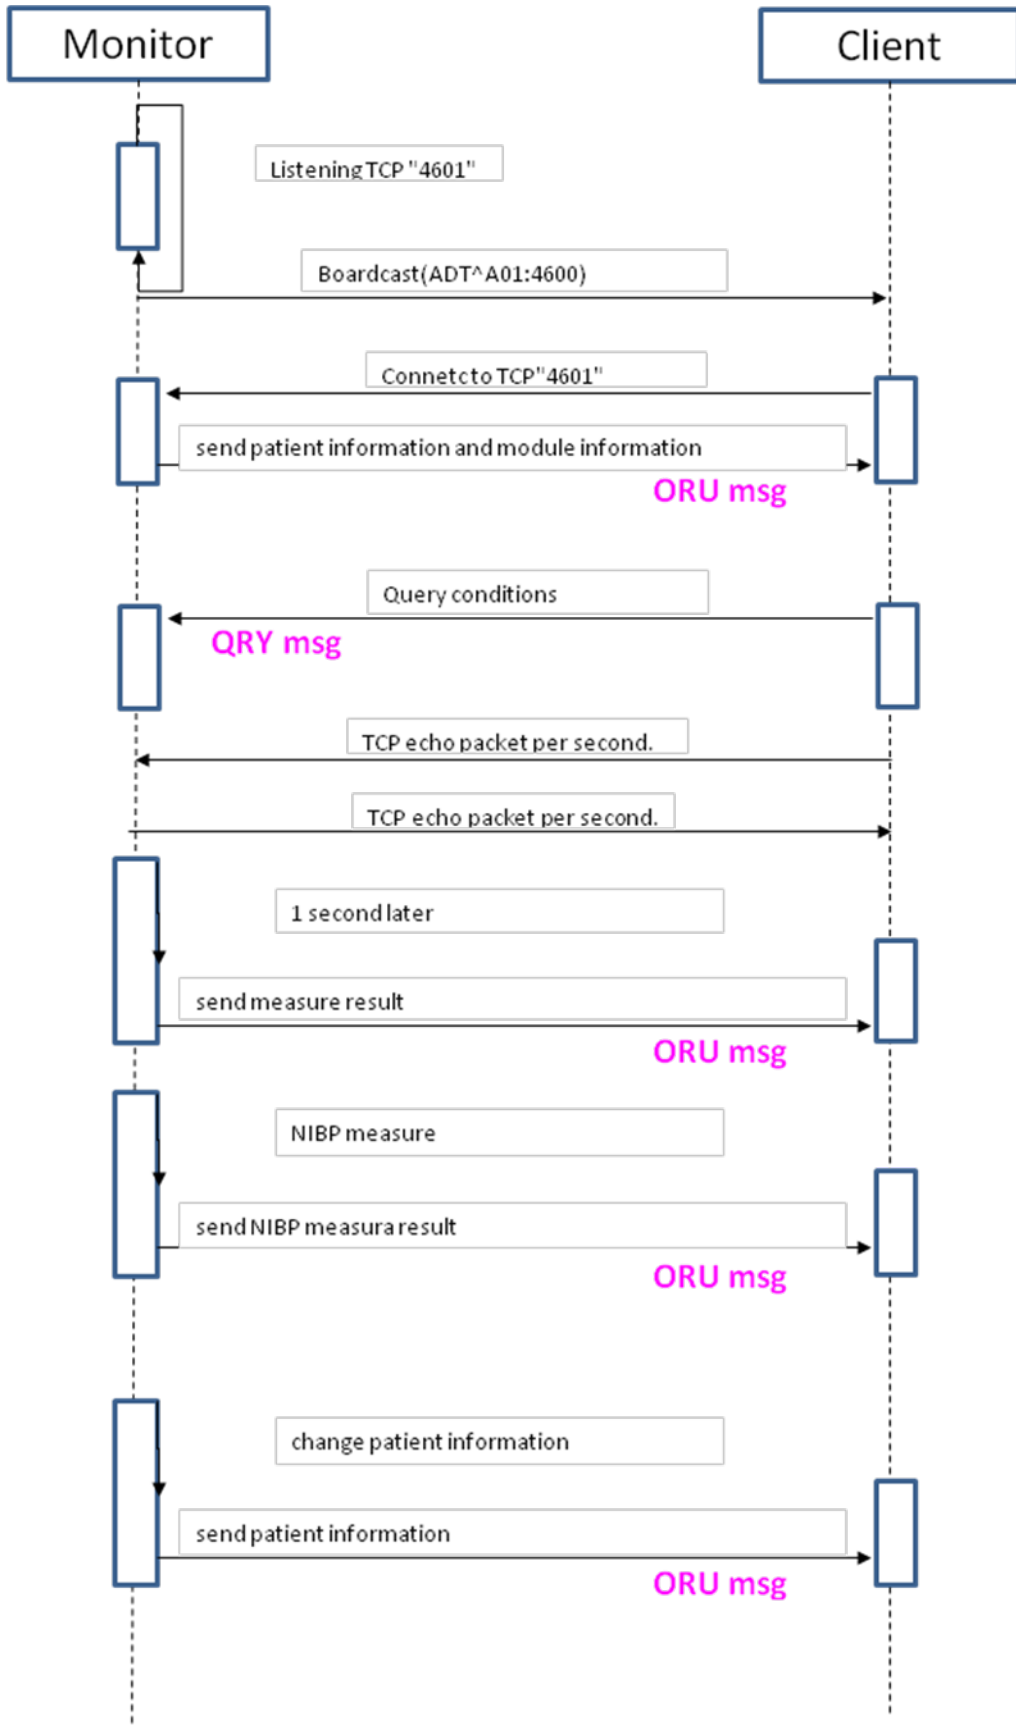 Monitor
Client
Listening TCP "4601"
Boardcast(ADT^A01:4600)
Connetc to TCP"4601"
send patient information and module information
ORU msg
Query conditions
QRY msg
TCP echo packet per second.
TCP echo packet per second.
1 second later
send measure result
ORU msg
NIBP measure
send NIBP measura result
ORU msg
change patient information
send patient information
ORU msg